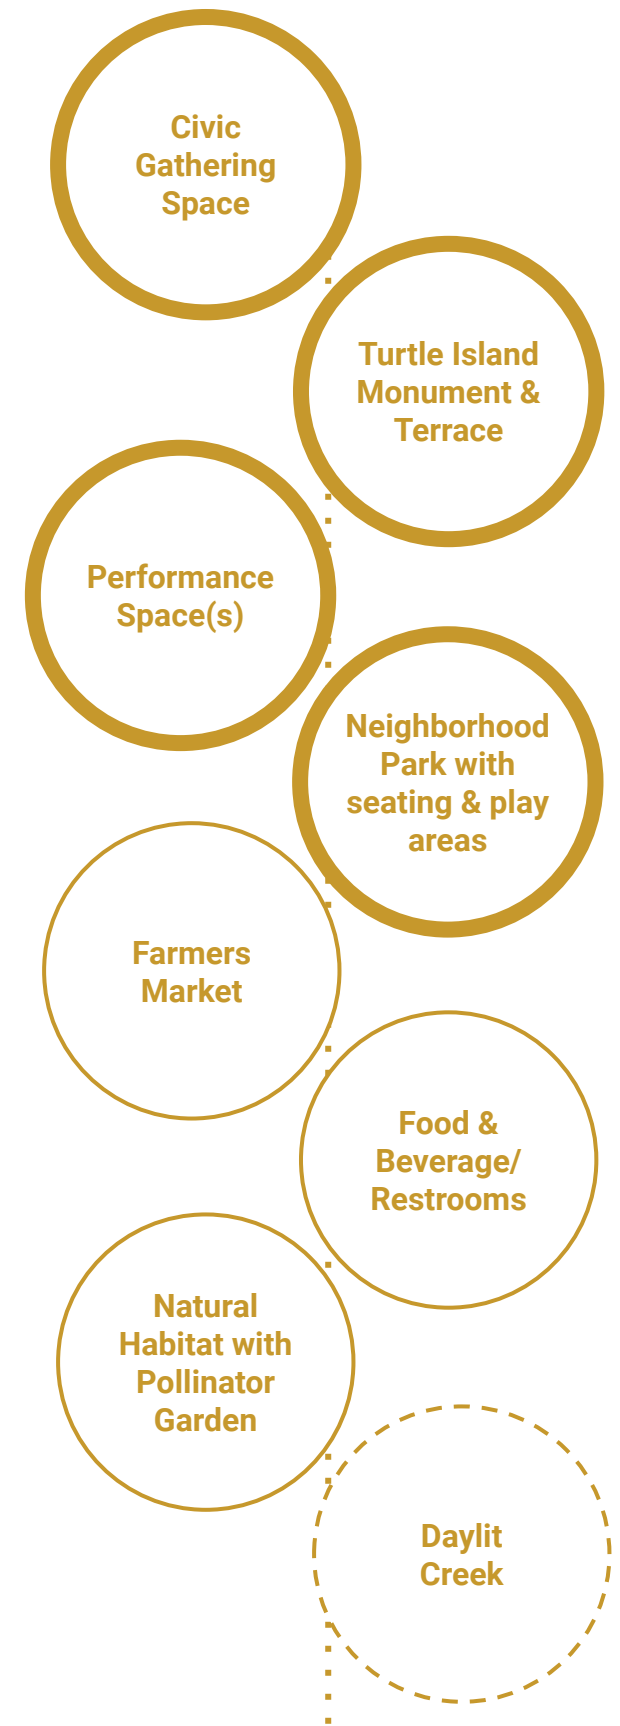 Civic
Gathering
Space
Turtle Island
Monument &
Terrace
Performance
Space(s)
Neighborhood
Park with
seating & play
areas
Farmers
Market
Food &
Beverage/
Restrooms
Natural
Habitat with
Pollinator
Garden
Daylit
Creek